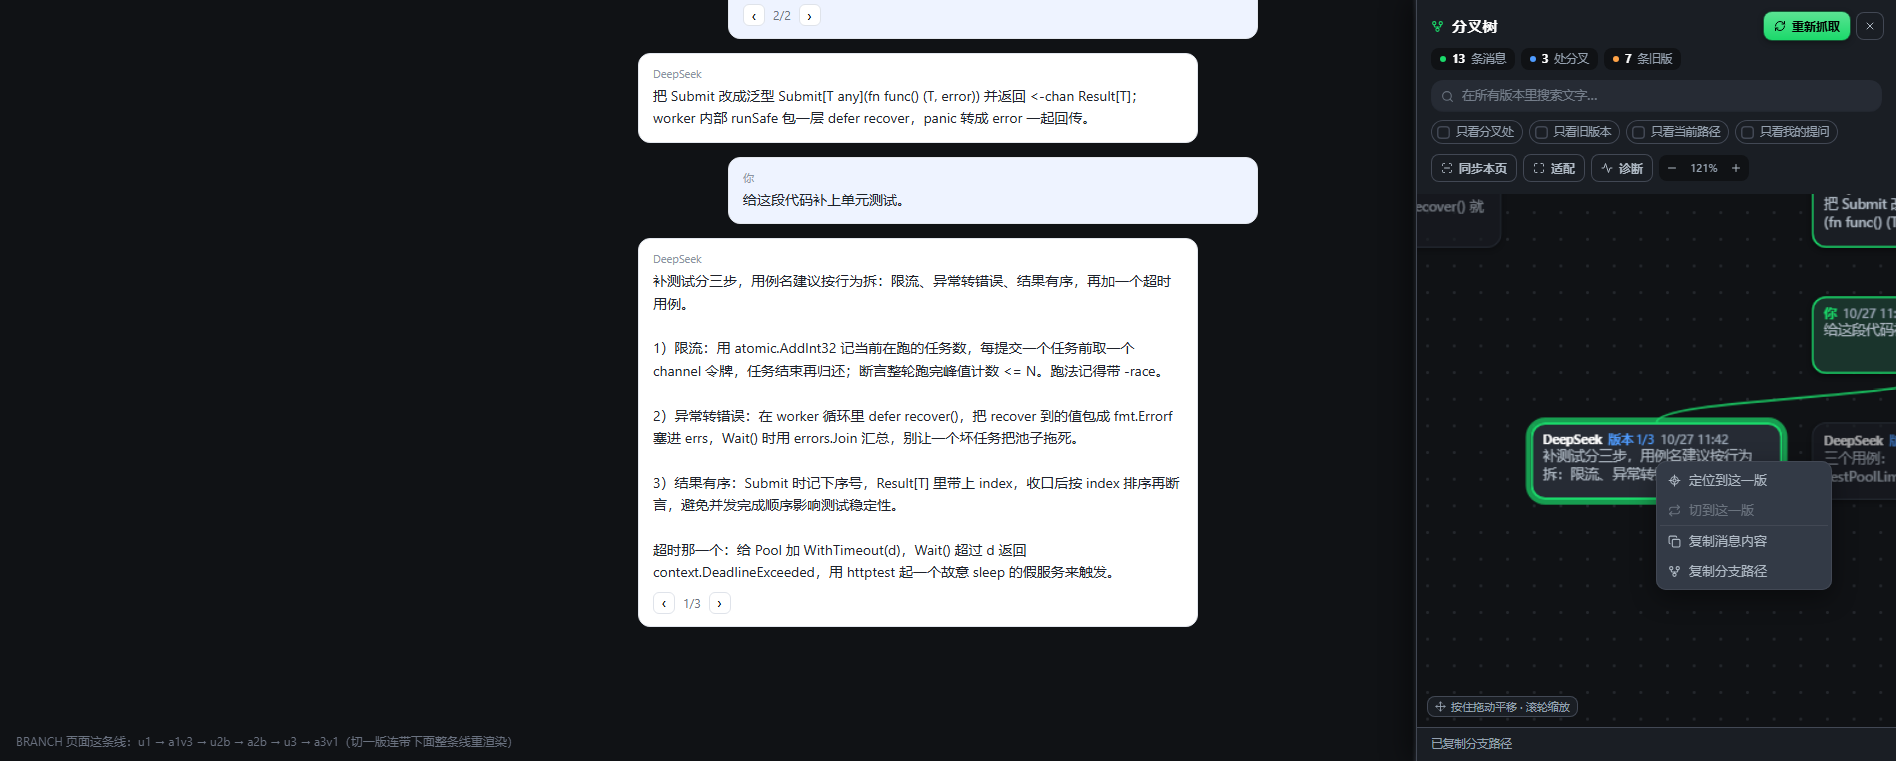 ‹ 2/2 ›
DeepSeek
把 Submit 改成泛型 Submit[T any](fn func() (T, error)) 并返回 <-chan Result[T]；
worker 内部 runSafe 包一层 defer recover，panic 转成 error 一起回传。
你
给这段代码补上单元测试。
DeepSeek
补测试分三步，用例名建议按行为拆：限流、异常转错误、结果有序，再加一个超时
用例。
1）限流：用 atomic.AddInt32 记当前在跑的任务数，每提交一个任务前取一个
channel 令牌，任务结束再归还；断言整轮跑完峰值计数 <= N。跑法记得带 -race。
2）异常转错误：在 worker 循环里 defer recover()，把 recover 到的值包成 fmt.Errorf
塞进 errs，Wait() 时用 errors.Join 汇总，别让一个坏任务把池子拖死。
3）结果有序：Submit 时记下序号，Result[T] 里带上 index，收口后按 index 排序再断
言，避免并发完成顺序影响测试稳定性。
超时那一个：给 Pool 加 WithTimeout(d)，Wait() 超过 d 返回
context.DeadlineExceeded，用 httptest 起一个故意 sleep 的假服务来触发。
‹ 1/3 ›
BRANCH 页面这条线：u1 → a1v3 → u2b → a2b → u3 → a3v1（切一版连带下面整条线重渲染）
分叉树
重新抓取
13 条消息 3 处分叉 7 条旧版
在所有版本里搜索文字...
只看分叉处 只看旧版本 只看当前路径 只看我的提问
同步本页 适配 诊断 − 121% +
ecover() 就
把 Submit
(fn func() (T
你 10/27 11:
给这段代码
DeepSeek 版本 1/3 10/27 11:42
补测试分三步，用例名建议按行为
拆：限流、异常转
DeepSeek
三个用例：
estPoolLim
定位到这一版
切到这一版
复制消息内容
复制分支路径
按住拖动平移 · 滚轮缩放
已复制分支路径